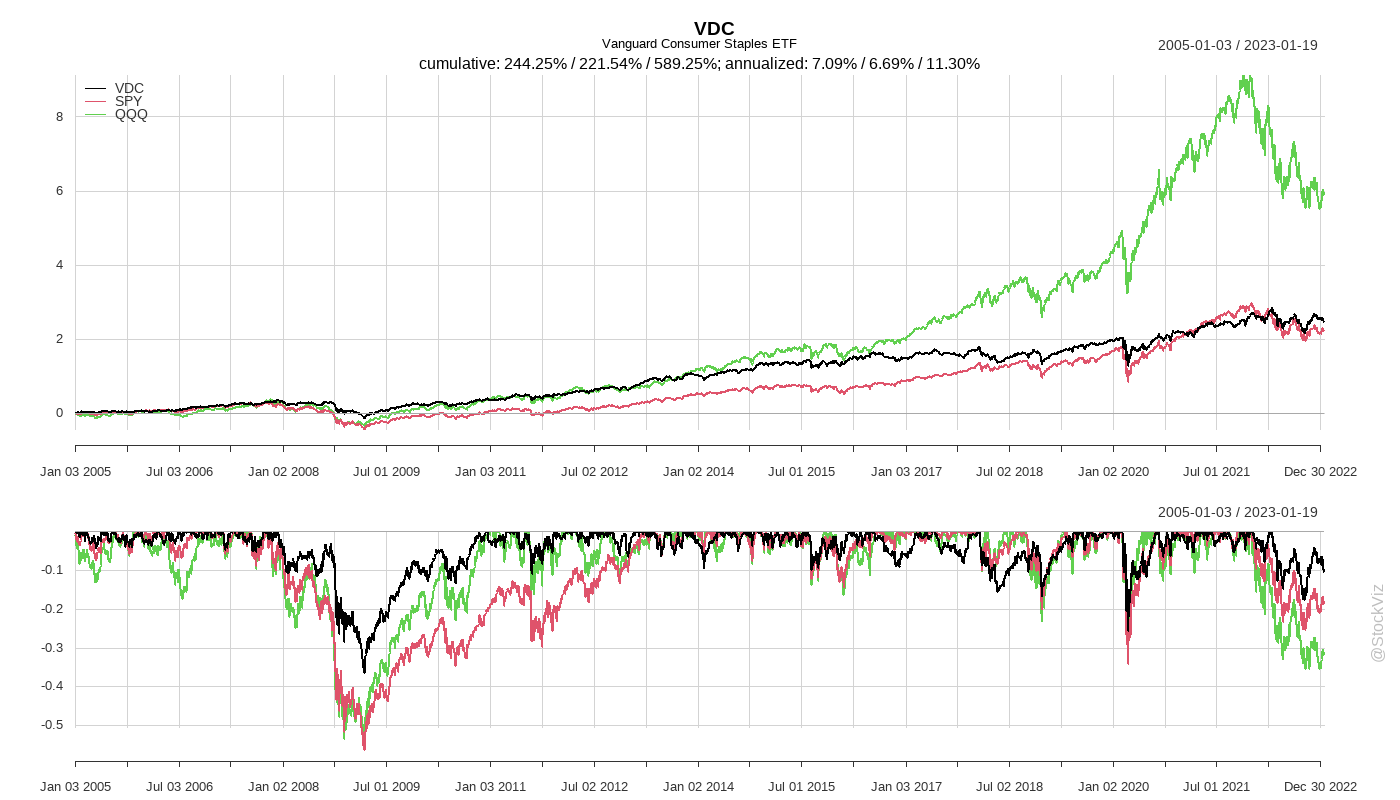 VDC
Vanguard Consumer Staples ETF
2005-01-03 / 2023-01-19
cumulative: 244.25% / 221.54% / 589.25%; annualized: 7.09% / 6.69% / 11.30%
VDC
SPY
QQQ
8
6
4
2
0
Jan 03 2005 Jul 03 2006 Jan 02 2008 Jul 01 2009 Jan 03 2011 Jul 02 2012 Jan 02 2014 Jul 01 2015 Jan 03 2017 Jul 02 2018 Jan 02 2020 Jul 01 2021 Dec 30 2022
2005-01-03 / 2023-01-19
-0.1
-0.2
-0.3
-0.4
-0.5
Jan 03 2005 Jul 03 2006 Jan 02 2008 Jul 01 2009 Jan 03 2011 Jul 02 2012 Jan 02 2014 Jul 01 2015 Jan 03 2017 Jul 02 2018 Jan 02 2020 Jul 01 2021 Dec 30 2022
@StockViz